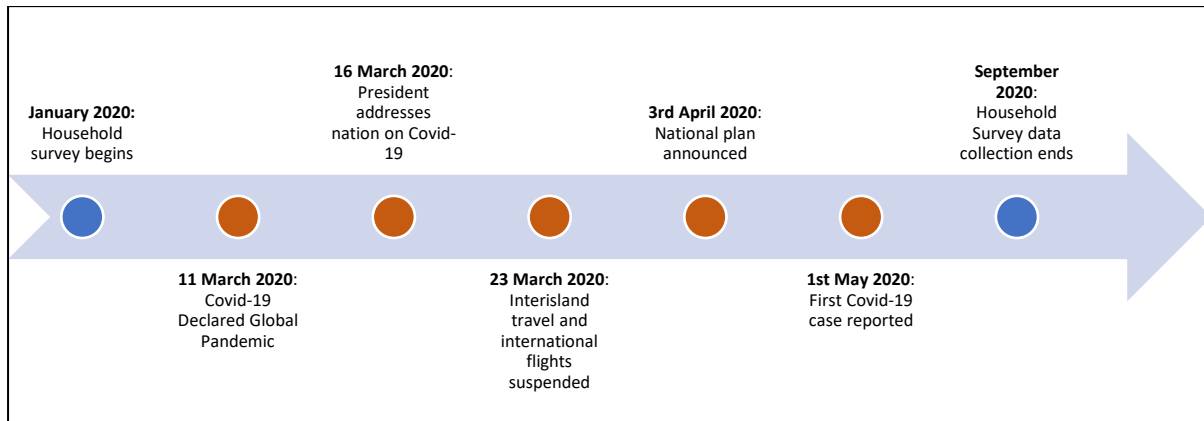 January 2020:
Household
survey begins
11 March 2020:
Covid-19
Declared Global
Pandemic
16 March 2020:
President
addresses
nation on Covid-
19
23 March 2020:
Interisland
travel and
international
flights
suspended
3rd April 2020:
National plan
announced
1st May 2020:
First Covid-19
case reported
September
2020:
Household
Survey data
collection ends